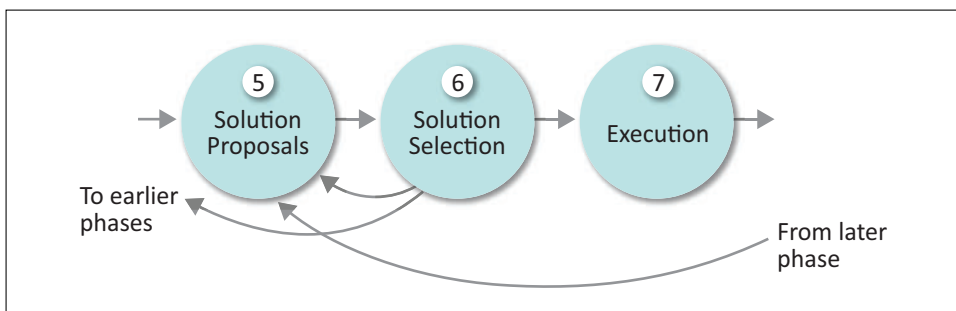 5
Solution
Proposals
6
Solution
Selection
7
Execution
To earlier
phases
From later
phase